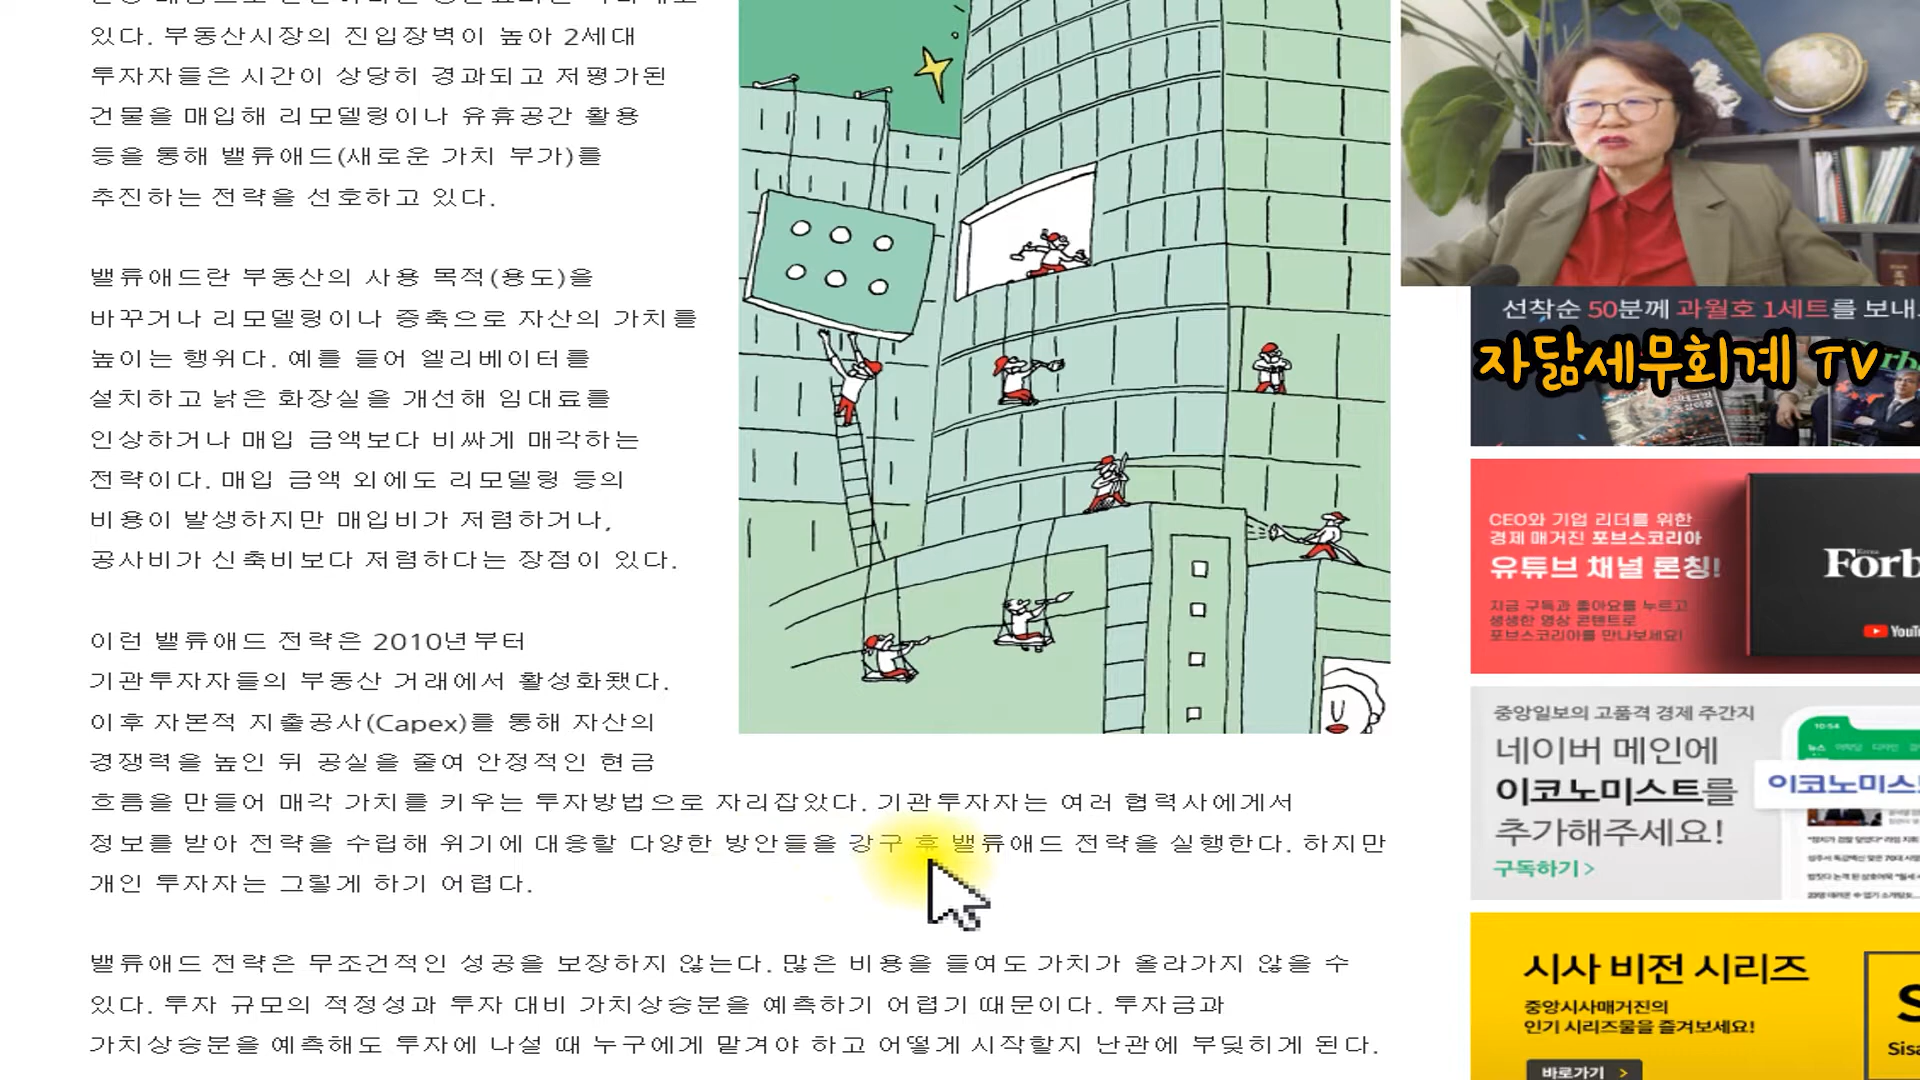 있다. 부동산시장의 진입장벽이 높아 2세대
투자자들은 시간이 상당히 경과되고 저평가된
건물을 매입해 리모델링이나 유휴공간 활용
등을 통해 밸류애드(새로운 가치 부가)를
추진하는 전략을 선호하고 있다.
밸류애드란 부동산의 사용 목적(용도)을
바꾸거나 리모델링이나 증축으로 자산의 가치를
높이는 행위다. 예를 들어 엘리베이터를
설치하고 낡은 화장실을 개선해 임대료를
인상하거나 매입 금액보다 비싸게 매각하는
전략이다. 매입 금액 외에도 리모델링 등의
비용이 발생하지만 매입비가 저렴하거나,
공사비가 신축비보다 저렴하다는 장점이 있다.
이런 밸류애드 전략은 2010년부터
기관투자자들의 부동산 거래에서 활성화됐다.
이후 자본적 지출공사(Capex)를 통해 자산의
경쟁력을 높인 뒤 공실을 줄여 안정적인 현금
흐름을 만들어 매각 가치를 키우는 투자방법으로 자리잡았다. 기관투자자는 여러 협력사에게서
정보를 받아 전략을 수립해 위기에 대응할 다양한 방안들을 강구 후 밸류애드 전략을 실행한다. 하지만
개인 투자자는 그렇게 하기 어렵다.
밸류애드 전략은 무조건적인 성공을 보장하지 않는다. 많은 비용을 들여도 가치가 올라가지 않을 수
있다. 투자 규모의 적정성과 투자 대비 가치상승분을 예측하기 어렵기 때문이다. 투자금과
가치상승분을 예측해도 투자에 나설 때 누구에게 맡겨야 하고 어떻게 시작할지 난관에 부딪히게 된다.
선착순 50분께 과월호 1세트를 보내
자닮세무회계 TV
CEO와 기업 리더를 위한
경제 매거진 포브스코리아
유튜브 채널 론칭!
지금 구독과 좋아요를 누르고
생생한 영상 콘텐트로
포브스코리아를 만나보세요!
Forb
YouTu
중앙일보의 고품격 경제 주간지
네이버 메인에
이코노미스트를
추가해주세요!
구독하기 >
10:54
뉴스
이코노미스
시사 비전 시리즈
중앙시사매거진의
인기 시리즈물을 즐겨보세요!
바로가기 >
S
Sisa